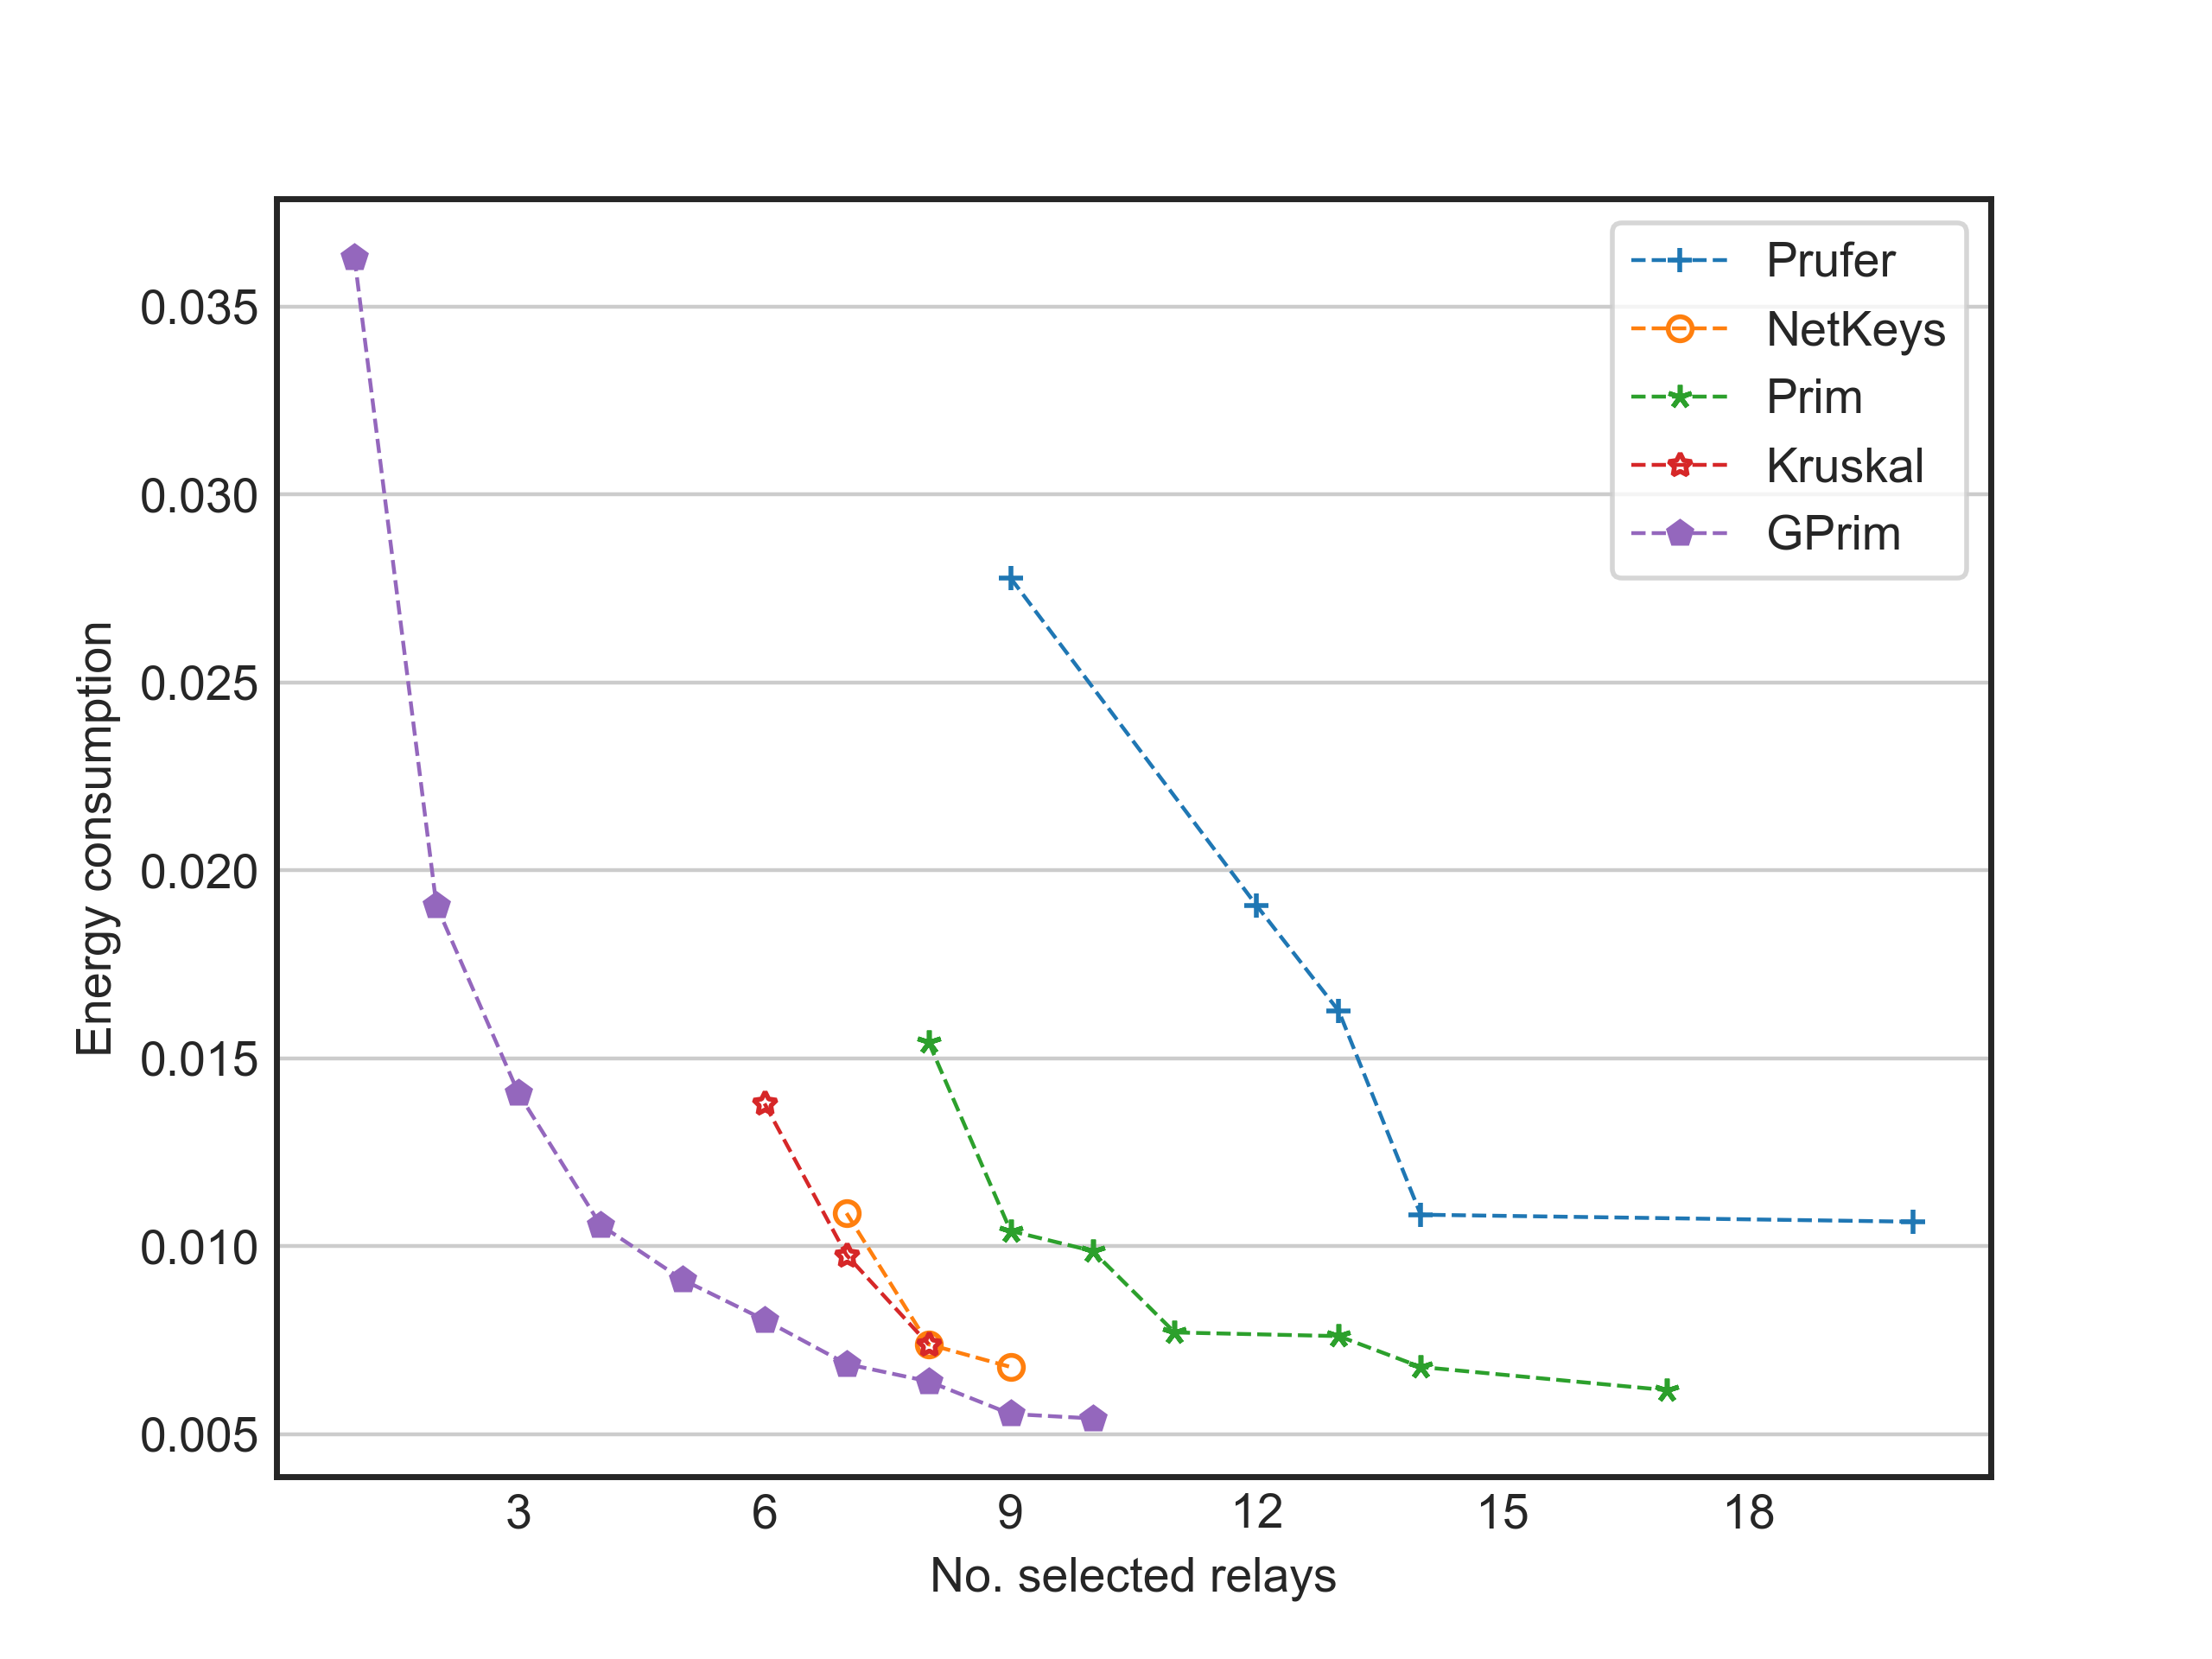 Prufer
NetKeys
Prim
Kruskal
GPrim
Energy consumption
0.035
0.030
0.025
0.020
0.015
0.010
0.005
3 6 9 12 15 18
No. selected relays